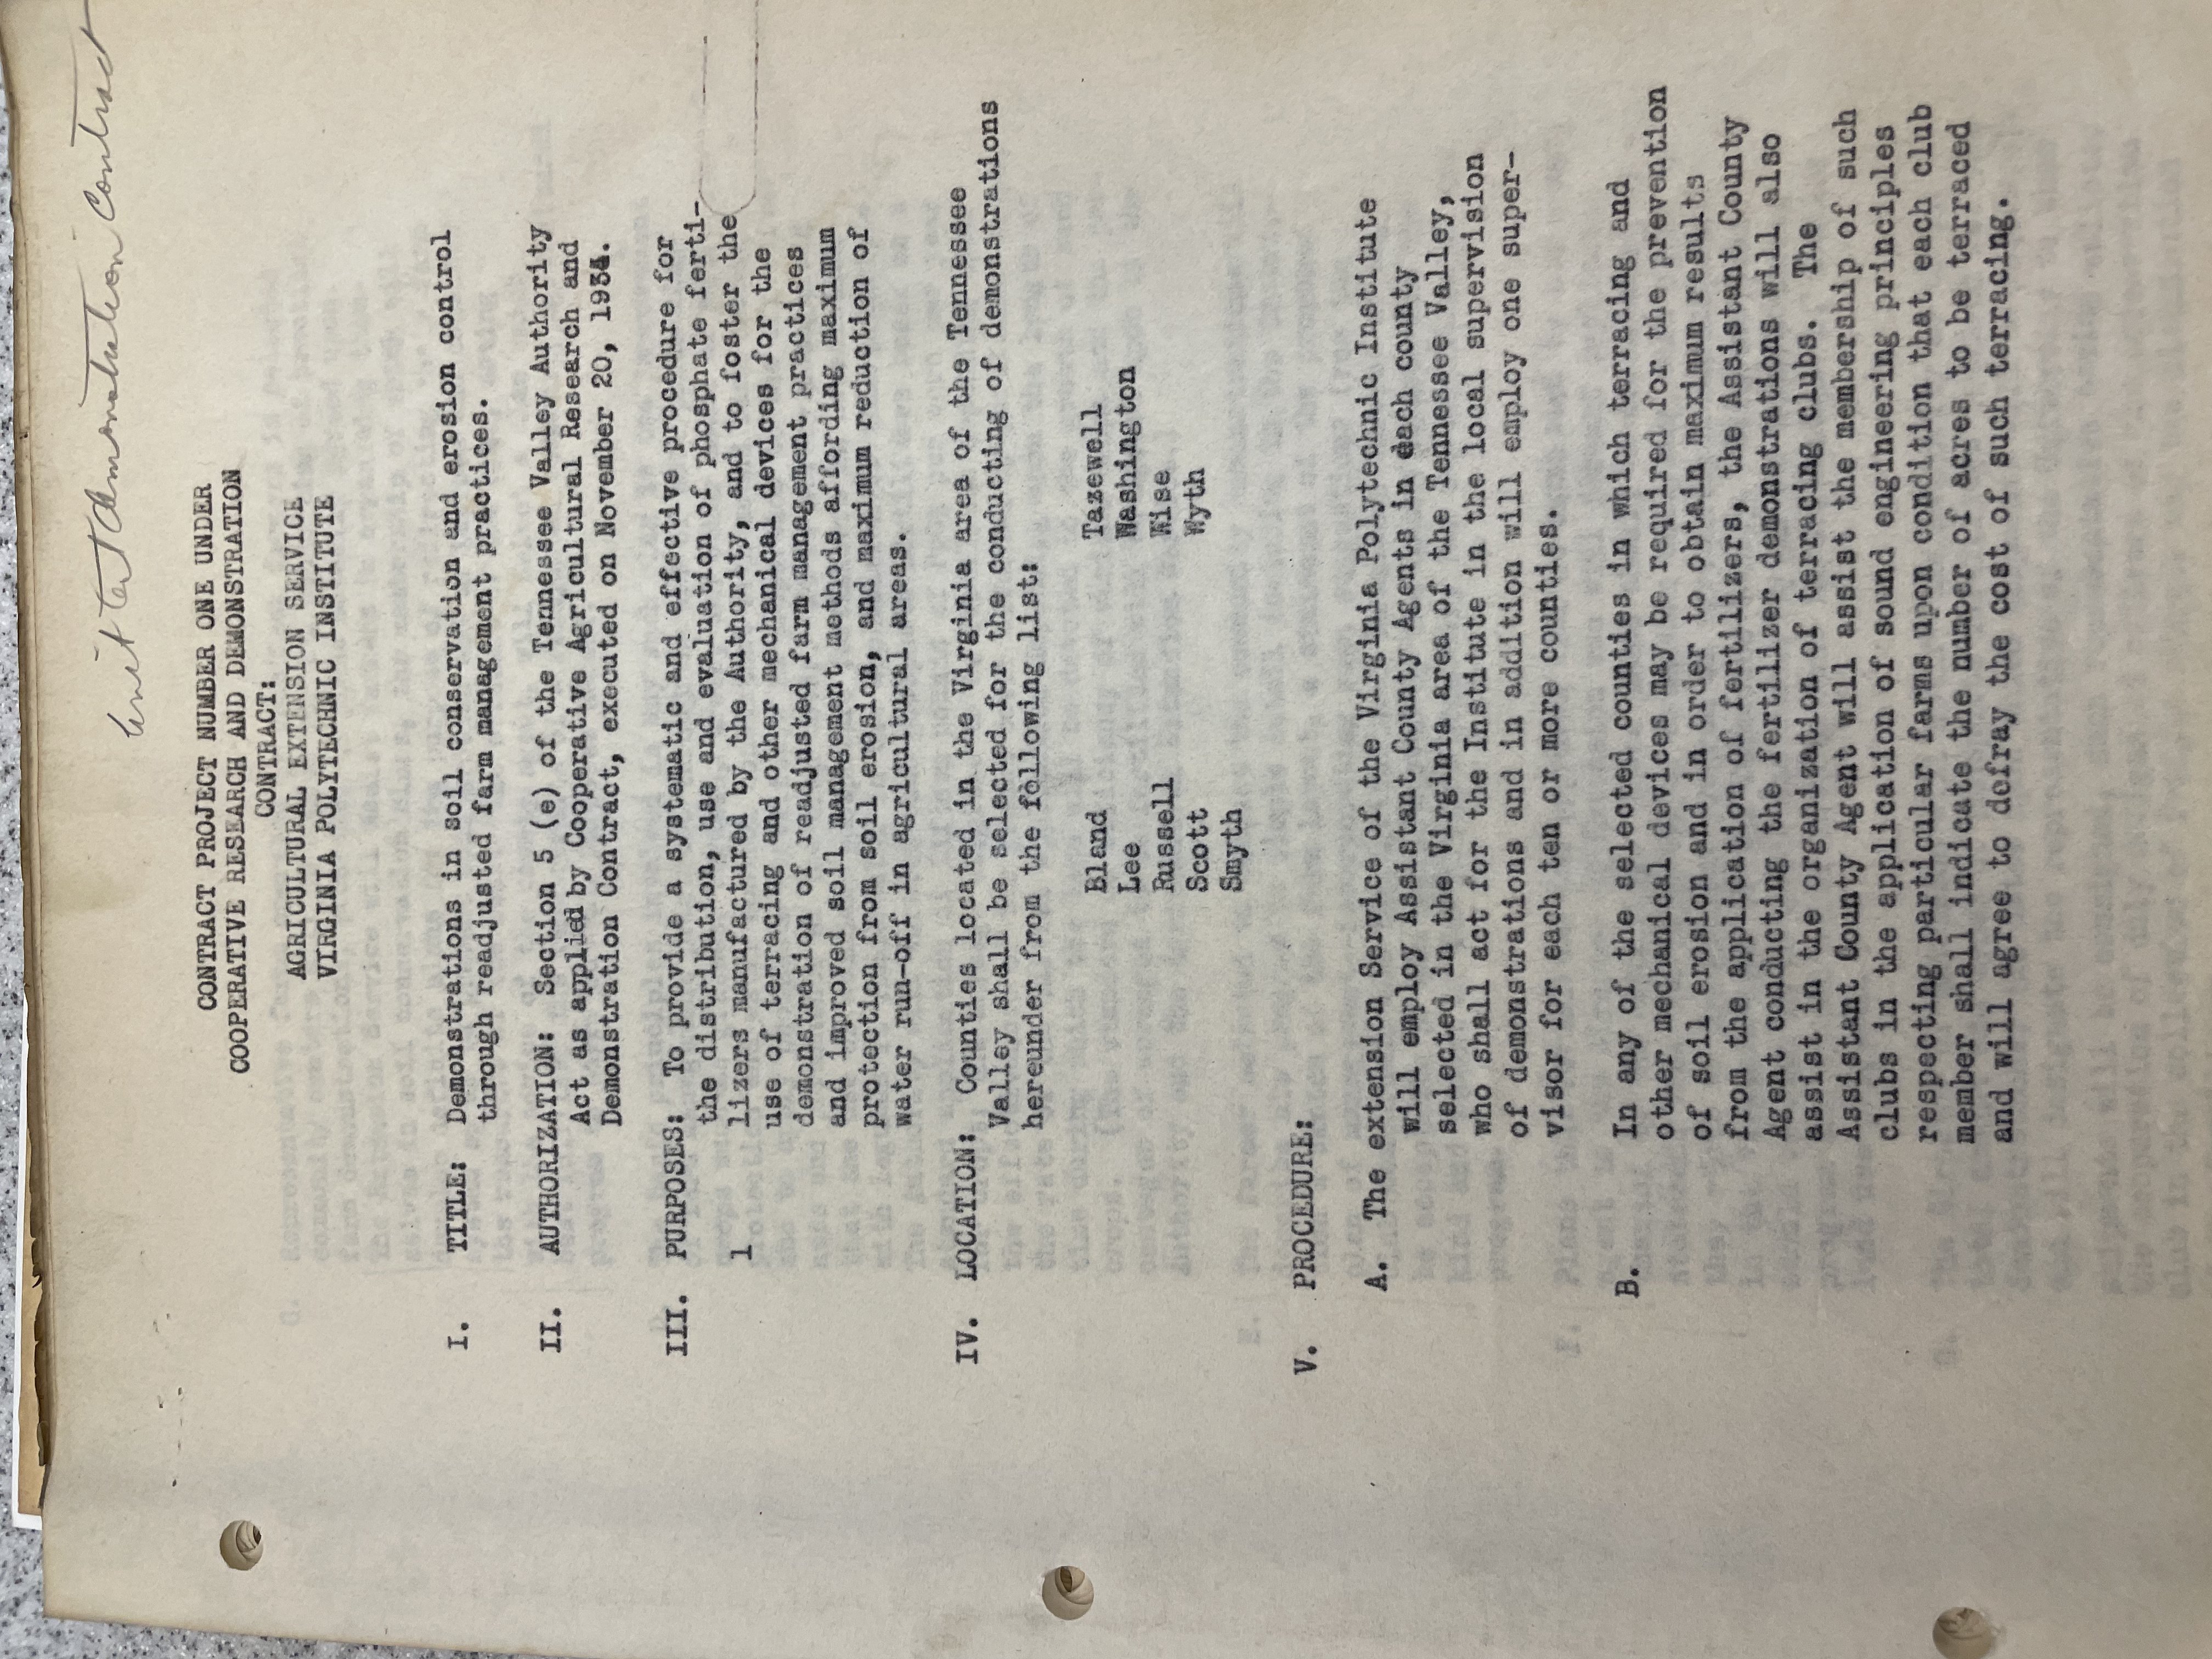 Unit Test Demonstration Contract
CONTRACT PROJECT NUMBER ONE UNDER
COOPERATIVE RESEARCH AND DEMONSTRATION
CONTRACT:
AGRICULTURAL EXTENSION SERVICE
VIRGINIA POLYTECHNIC INSTITUTE
I. TITLE: Demonstrations in soil conservation and erosion control
through readjusted farm management practices.
II. AUTHORIZATION: Section 5 (e) of the Tennessee Valley Authority
Act as applied by Cooperative Agricultural Research and
Demonstration Contract, executed on November 20, 1934.
III. PURPOSES: To provide a systematic and effective procedure for
the distribution, use and evaluation of phosphate ferti-
1 lizers manufactured by the Authority, and to foster the
use of terracing and other mechanical devices for the
demonstration of readjusted farm management practices
and improved soil management methods affording maximum
protection from soil erosion, and maximum reduction of
water run-off in agricultural areas.
IV. LOCATION: Counties located in the Virginia area of the Tennessee
Valley shall be selected for the conducting of demonstrations
hereunder from the following list:
Bland Tazewell
Lee Washington
Russell Wise
Scott Wyth
Smyth
V. PROCEDURE:
A. The extension Service of the Virginia Polytechnic Institute
will employ Assistant County Agents in each county
selected in the Virginia area of the Tennessee Valley,
who shall act for the Institute in the local supervision
of demonstrations and in addition will employ one super-
visor for each ten or more counties.
B. In any of the selected counties in which terracing and
other mechanical devices may be required for the prevention
of soil erosion and in order to obtain maximum results
from the application of fertilizers, the Assistant County
Agent conducting the fertilizer demonstrations will also
assist in the organization of terracing clubs. The
Assistant County Agent will assist the membership of such
clubs in the application of sound engineering principles
respecting particular farms upon condition that each club
member shall indicate the number of acres to be terraced
and will agree to defray the cost of such terracing.